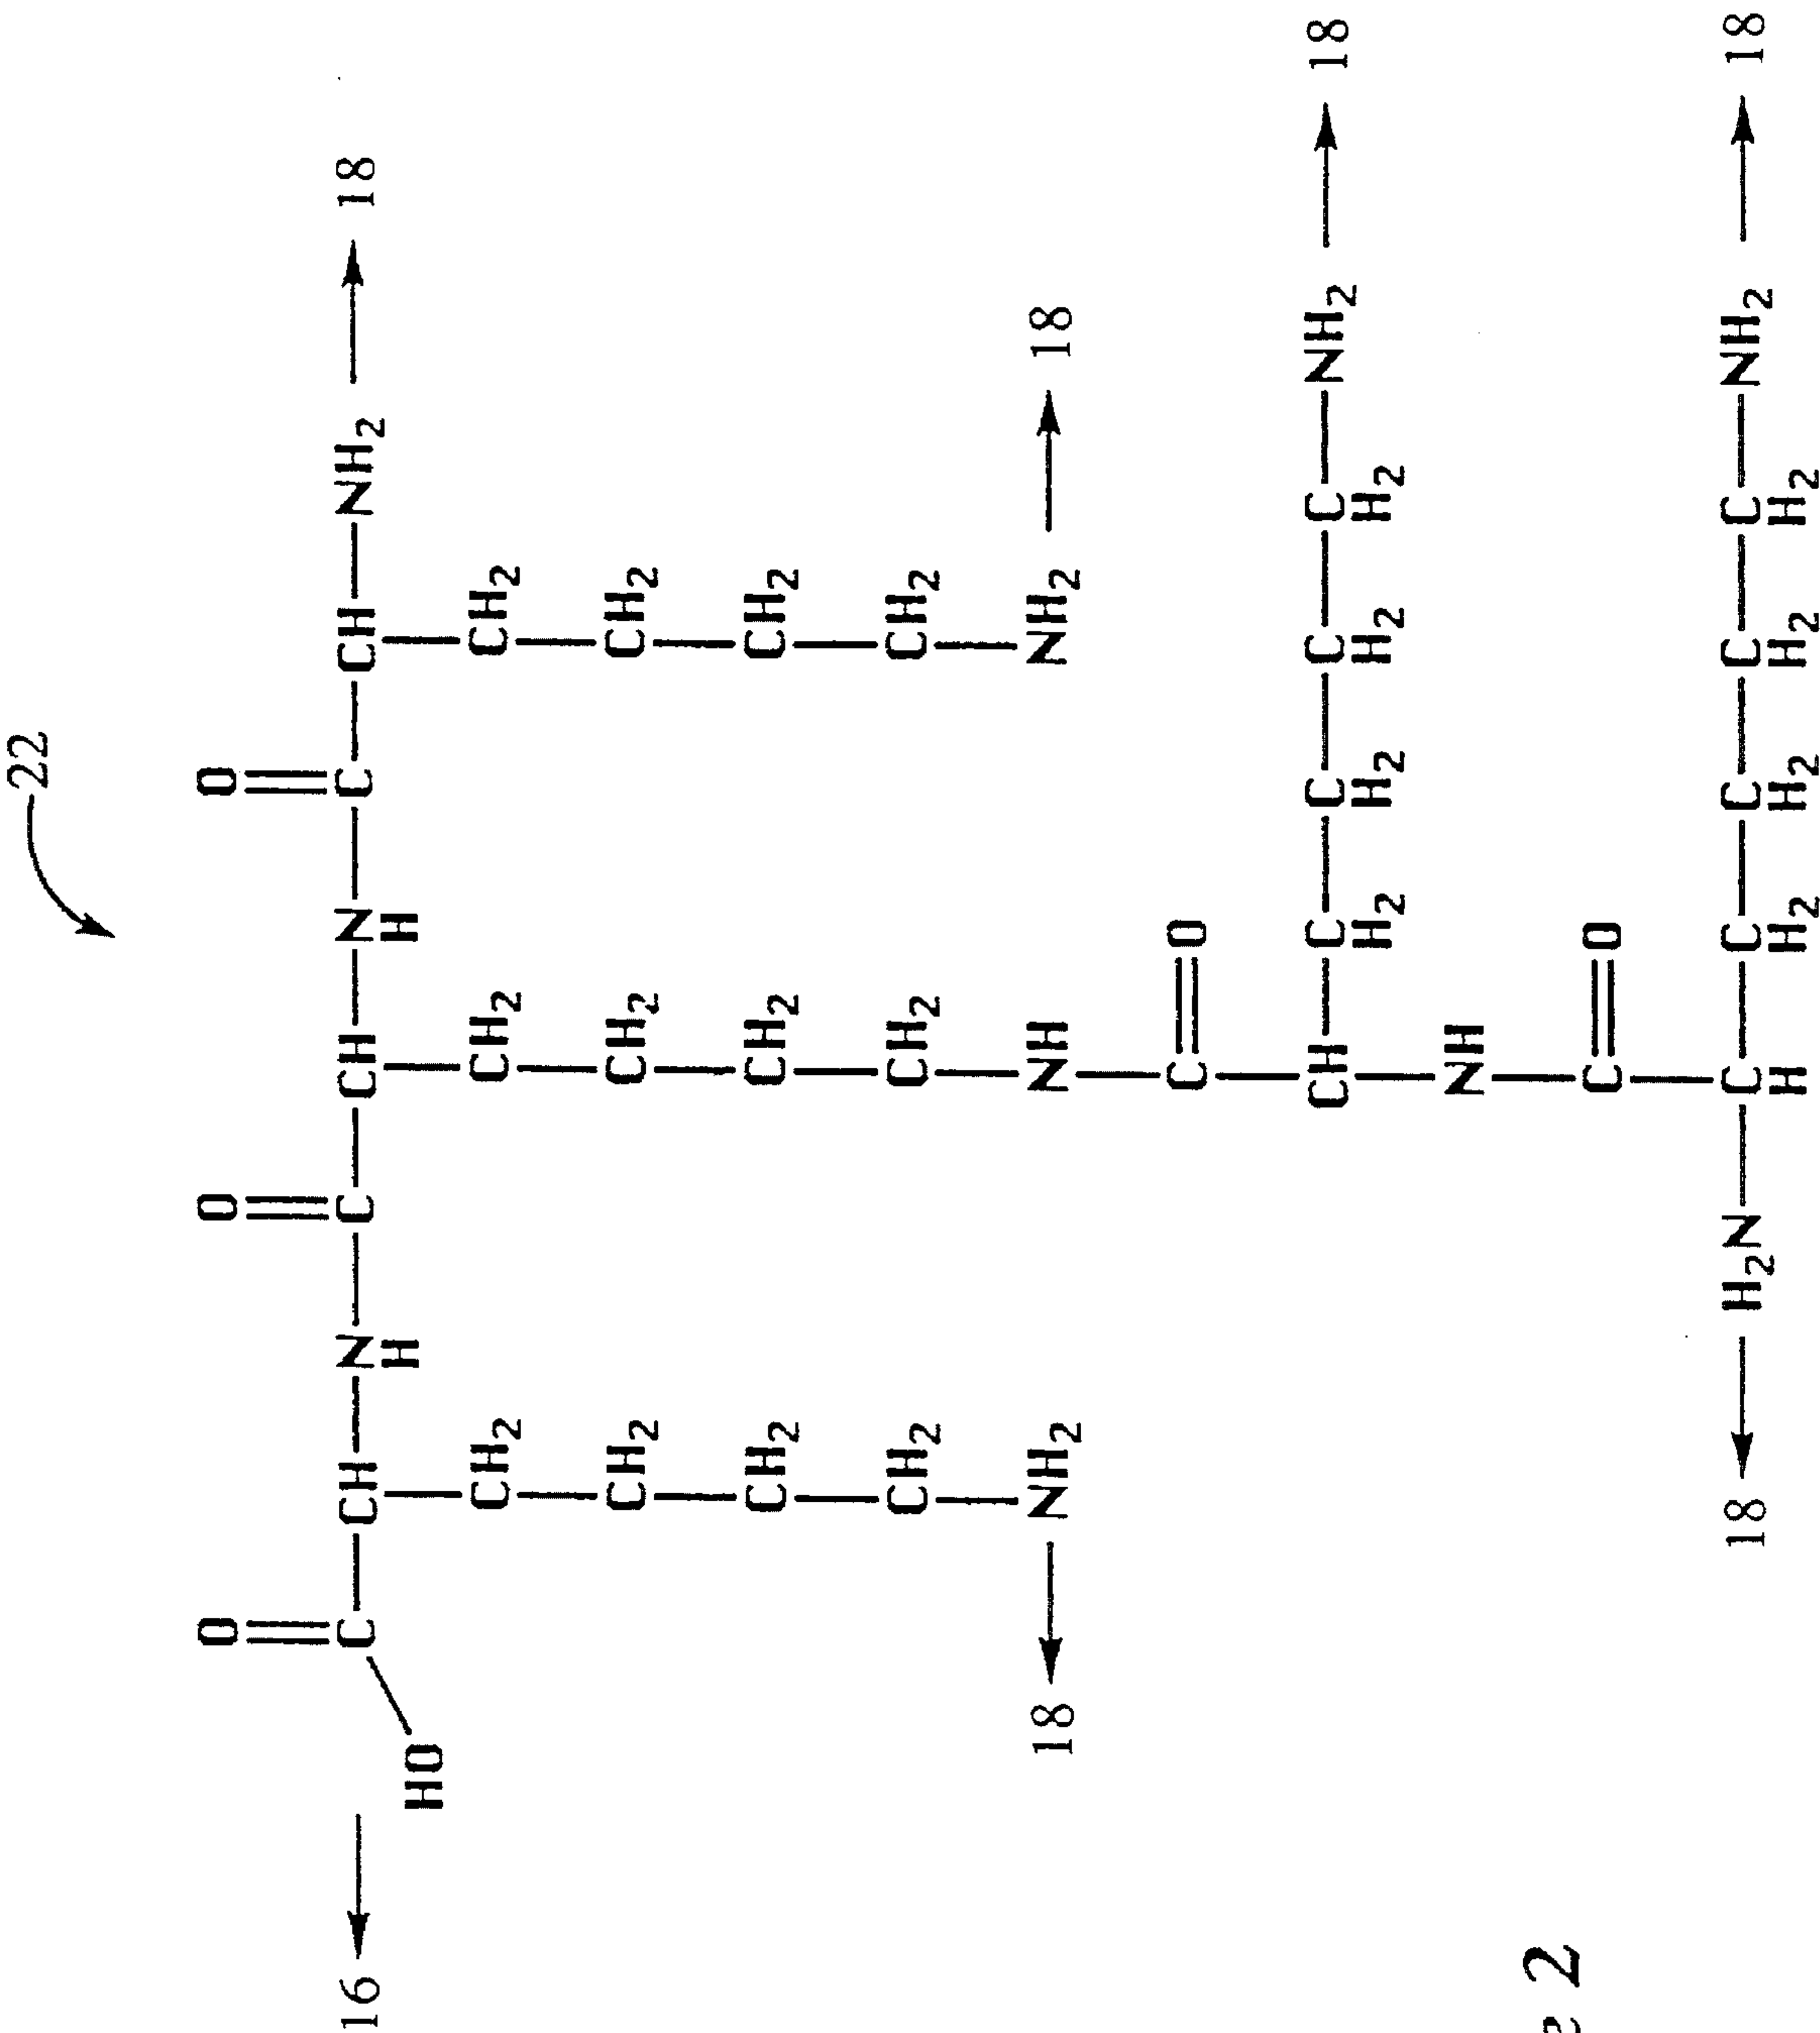 22
O O O
16 C CH N C CH N C CH NH₂ 18
HO H H
CH₂ CH₂ CH₂
CH₂ CH₂ CH₂
CH₂ CH₂ CH₂
CH₂ CH₂ CH₂
18 NH₂ NH NH₂ 18
C O
CH C C C C NH₂ 18
H₂ H₂ H₂ H₂
NH
e 2
C O
18 H₂N C C C C C NH₂ 18
H H₂ H₂ H₂ H₂